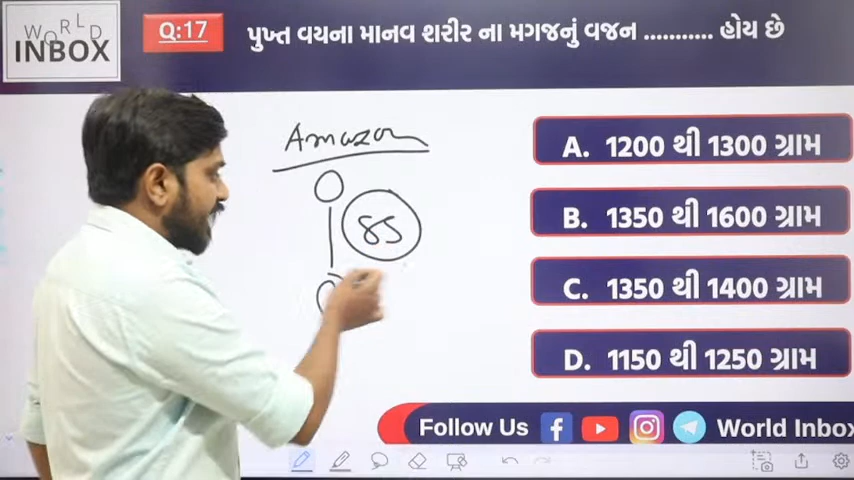 WORLD
INBOX
Q:17
પુખ્ત વયના માનવ શરીર ના મગજનું વજન ........... હોય છે
Amazon
85
A. 1200 થી 1300 ગ્રામ
B. 1350 થી 1600 ગ્રામ
C. 1350 થી 1400 ગ્રામ
D. 1150 થી 1250 ગ્રામ
Follow Us
World Inbox